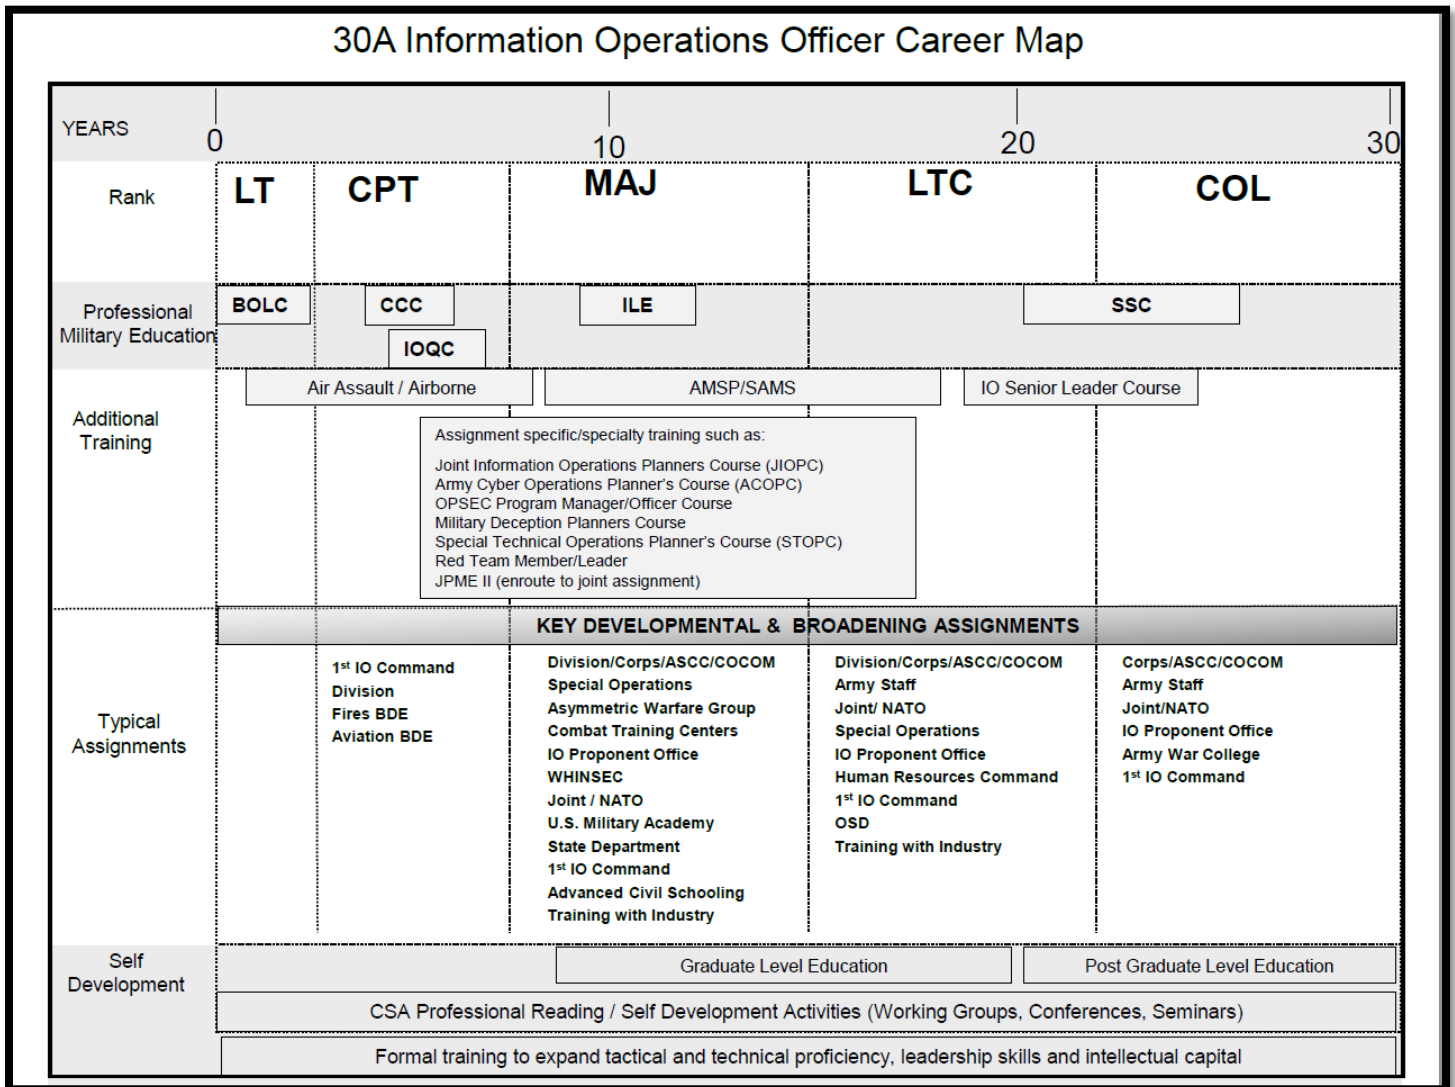 30A Information Operations Officer Career Map
YEARS
0
10
20
30
Rank
LT
CPT
MAJ
LTC
COL
Professional
Military Education
BOLC
CCC
ILE
SSC
IOQC
Additional
Training
Air Assault / Airborne
AMSP/SAMS
IO Senior Leader Course
Assignment specific/specialty training such as:
Joint Information Operations Planners Course (JIOPC)
Army Cyber Operations Planner's Course (ACOPC)
OPSEC Program Manager/Officer Course
Military Deception Planners Course
Special Technical Operations Planner's Course (STOPC)
Red Team Member/Leader
JPME II (enroute to joint assignment)
KEY DEVELOPMENTAL & BROADENING ASSIGNMENTS
Typical
Assignments
1st IO Command
Division
Fires BDE
Aviation BDE
Division/Corps/ASCC/COCOM
Special Operations
Asymmetric Warfare Group
Combat Training Centers
IO Proponent Office
WHINSEC
Joint / NATO
U.S. Military Academy
State Department
1st IO Command
Advanced Civil Schooling
Training with Industry
Division/Corps/ASCC/COCOM
Army Staff
Joint/ NATO
Special Operations
IO Proponent Office
Human Resources Command
1st IO Command
OSD
Training with Industry
Corps/ASCC/COCOM
Army Staff
Joint/NATO
IO Proponent Office
Army War College
1st IO Command
Self
Development
Graduate Level Education
Post Graduate Level Education
CSA Professional Reading / Self Development Activities (Working Groups, Conferences, Seminars)
Formal training to expand tactical and technical proficiency, leadership skills and intellectual capital